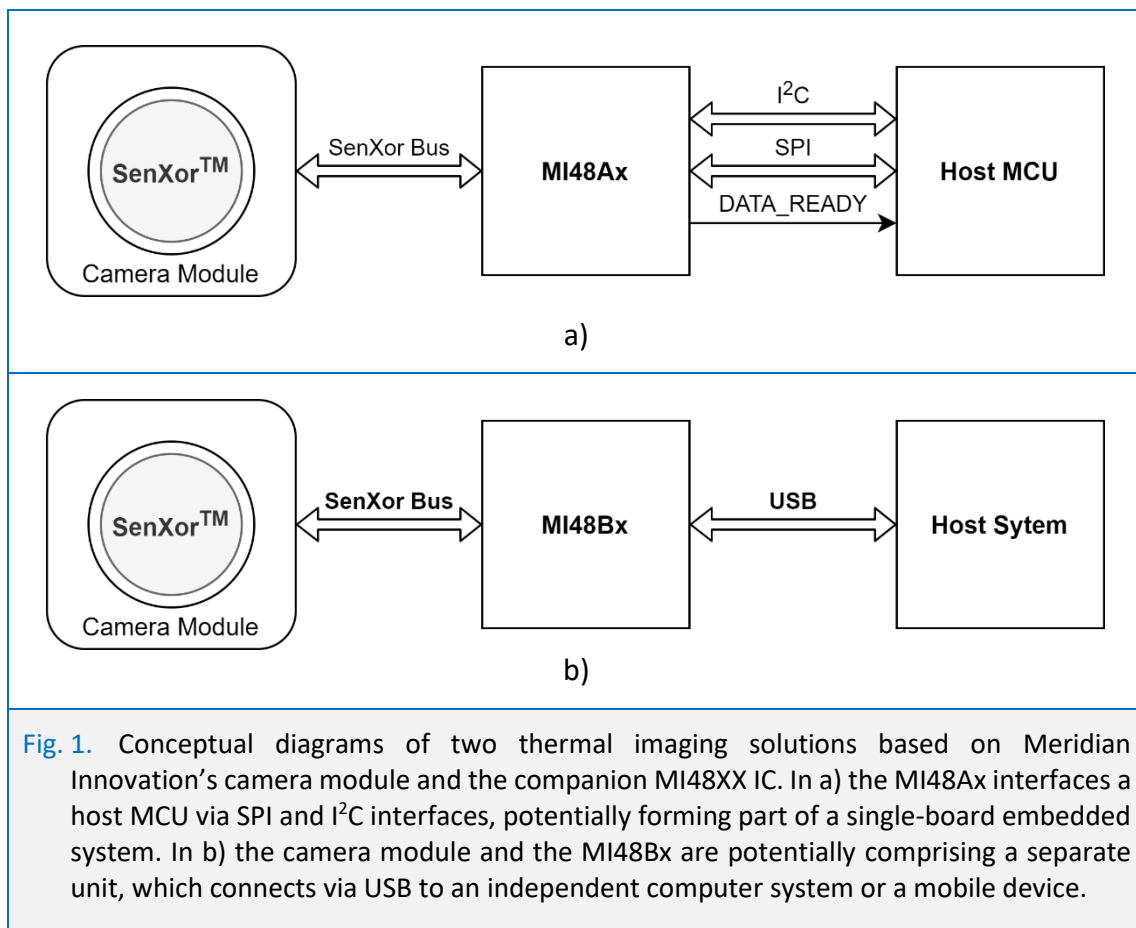 I²C
SenXor Bus
SPI
SenXor™
MI48Ax
Host MCU
DATA_READY
Camera Module
a)
SenXor Bus
USB
SenXor™
MI48Bx
Host Sytem
Camera Module
b)
Fig. 1. Conceptual diagrams of two thermal imaging solutions based on Meridian
Innovation’s camera module and the companion MI48XX IC. In a) the MI48Ax interfaces a
host MCU via SPI and I²C interfaces, potentially forming part of a single-board embedded
system. In b) the camera module and the MI48Bx are potentially comprising a separate
unit, which connects via USB to an independent computer system or a mobile device.